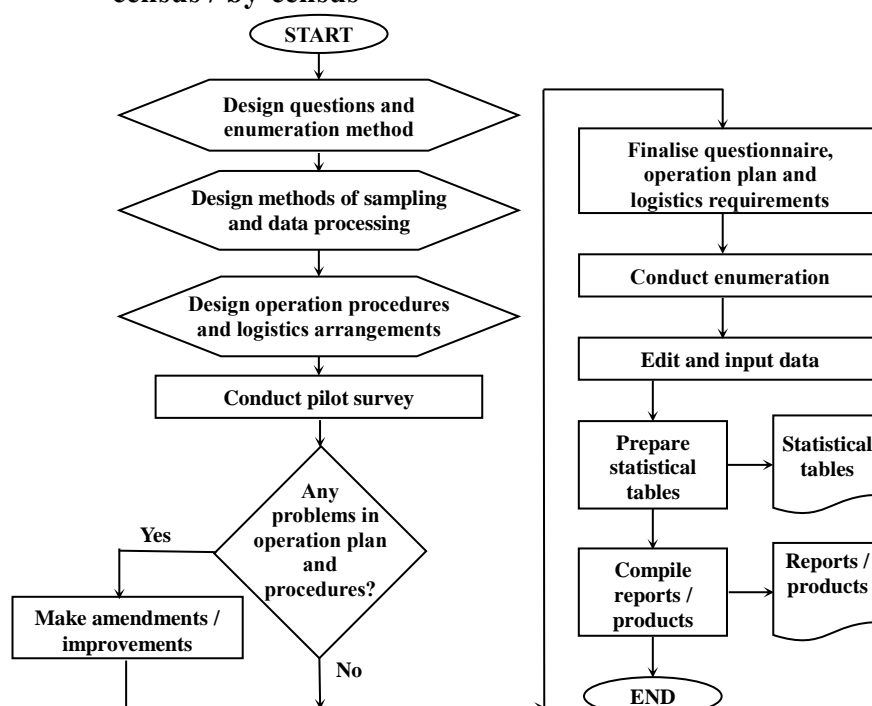 census / by-census
START
Design questions and
enumeration method
Design methods of sampling
and data processing
Design operation procedures
and logistics arrangements
Conduct pilot survey
Any
problems in
operation plan
and
procedures?
Yes
Make amendments /
improvements
No
Finalise questionnaire,
operation plan and
logistics requirements
Conduct enumeration
Edit and input data
Prepare
statistical
tables
Statistical
tables
Compile
reports /
products
Reports /
products
END